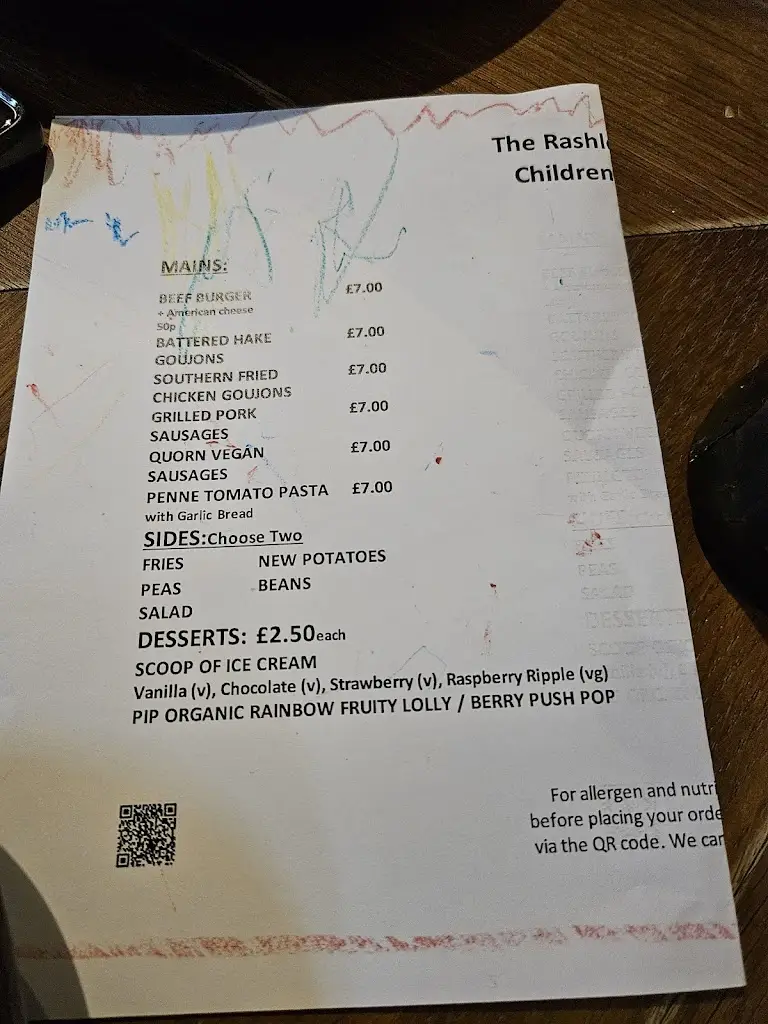 The Rashl
Children
MAINS:
BEEF BURGER £7.00
+ American cheese
50p
BATTERED HAKE £7.00
GOUJONS
SOUTHERN FRIED £7.00
CHICKEN GOUJONS
GRILLED PORK £7.00
SAUSAGES
QUORN VEGAN £7.00
SAUSAGES
PENNE TOMATO PASTA £7.00
with Garlic Bread
SIDES:Choose Two
FRIES NEW POTATOES
PEAS BEANS
SALAD
DESSERTS: £2.50each
SCOOP OF ICE CREAM
Vanilla (v), Chocolate (v), Strawberry (v), Raspberry Ripple (vg)
PIP ORGANIC RAINBOW FRUITY LOLLY / BERRY PUSH POP
For allergen and nutri
before placing your orde
via the QR code. We can